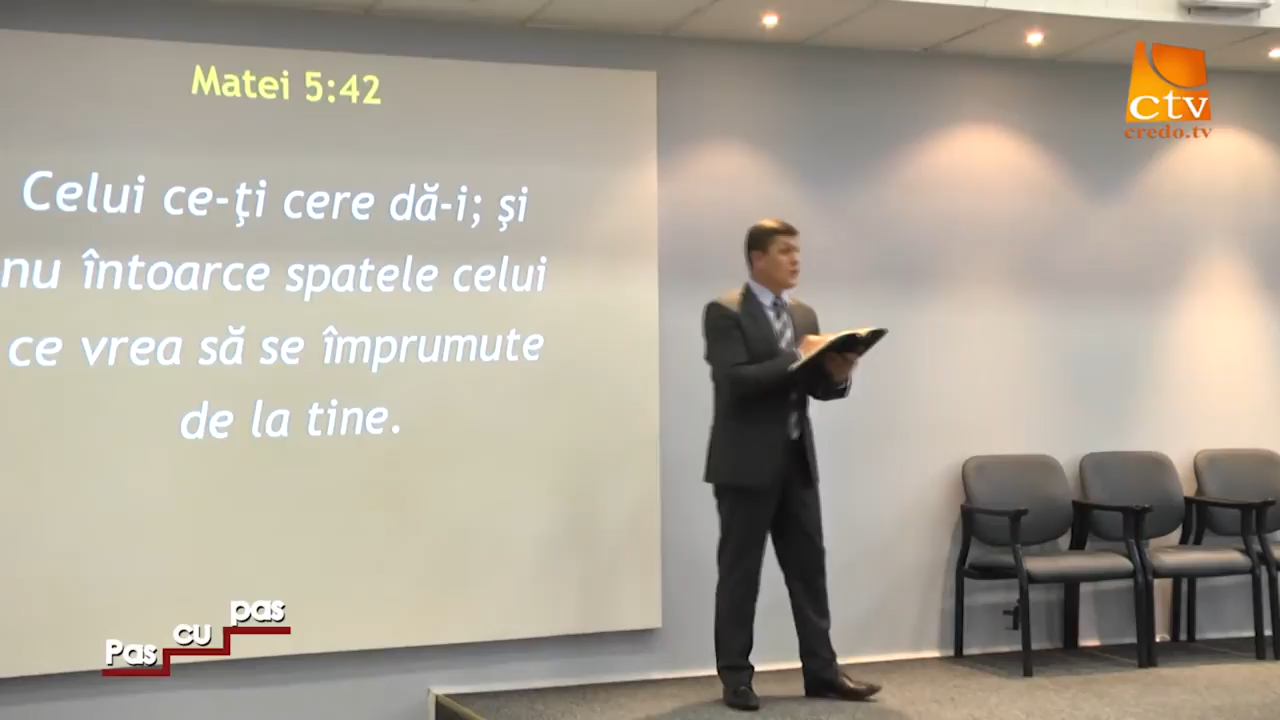 Matei 5:42
Celui ce-ţi cere dă-i; şi
nu întoarce spatele celui
ce vrea să se împrumute
de la tine.
ctv
credo.tv
Pas cu pas